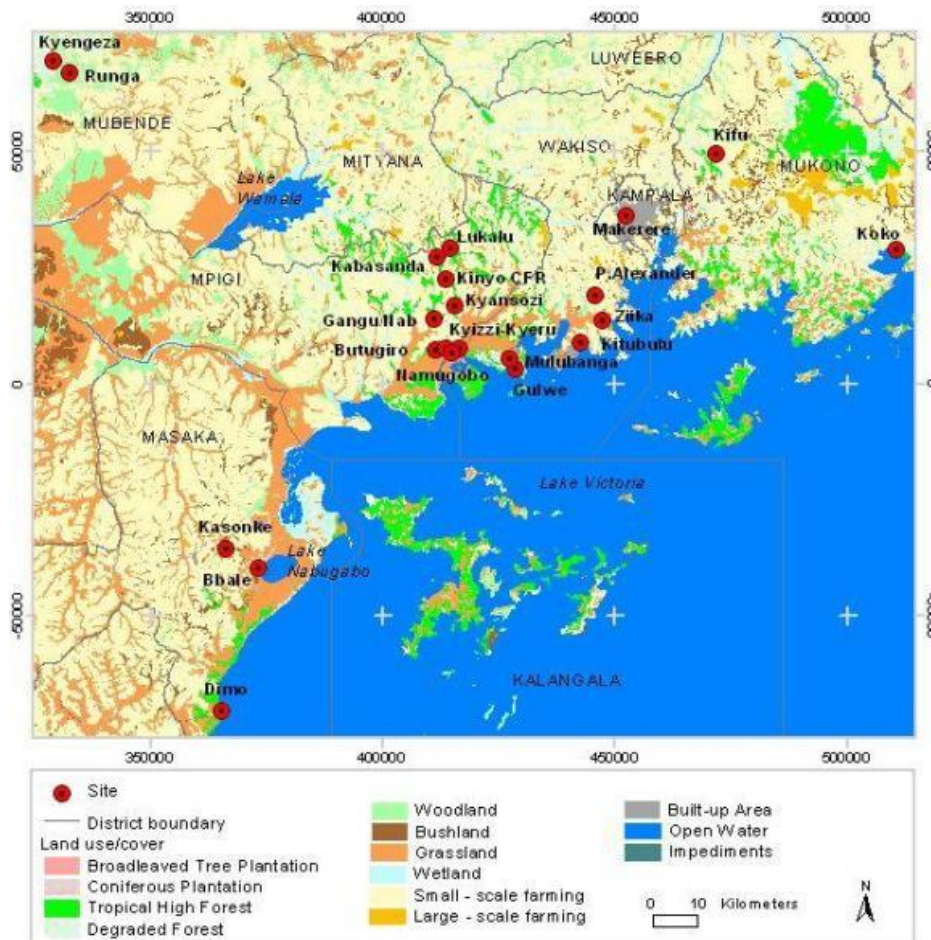 350000 400000 450000 500000
Kyengeza
Runga
LUWEERO
MUBENDE
Kifu
50000
MITYANA
WAKISO
MUKONO
Lake
Wamala
KAMPALA
Makerere
Koko
Lukalu
Kabasanda
MPIGI
Kinyo CFR
P.Alexander
Kyansozi
Gangu/Nab
Ziika
Kyizzi-Kyeru
Kitubulu
Butugiro
Mulubanga
Namugobo
Gulwe
0
0
MASAKA
Lake Victoria
Kasonke
Lake
Nabugabo
Bbale
-50000
KALANGALA
Dimo
350000 400000 450000 500000
Site
District boundary
Land use/cover
Broadleaved Tree Plantation
Coniferous Plantation
Tropical High Forest
Degraded Forest
Woodland
Bushland
Grassland
Wetland
Small - scale farming
Large - scale farming
Built-up Area
Open Water
Impediments
0 10 Kilometers
N